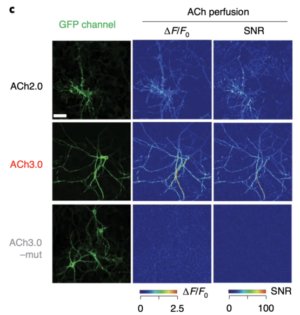 c
GFP channel
ACh perfusion
ΔF/F₀
SNR
ACh2.0
ACh3.0
ACh3.0
–mut
ΔF/F₀
0
2.5
SNR
0
100